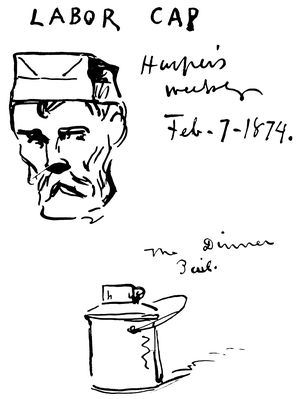 LABOR CAP
Harper's
weekly
Feb-7-1874.
The Dinner
Pail.